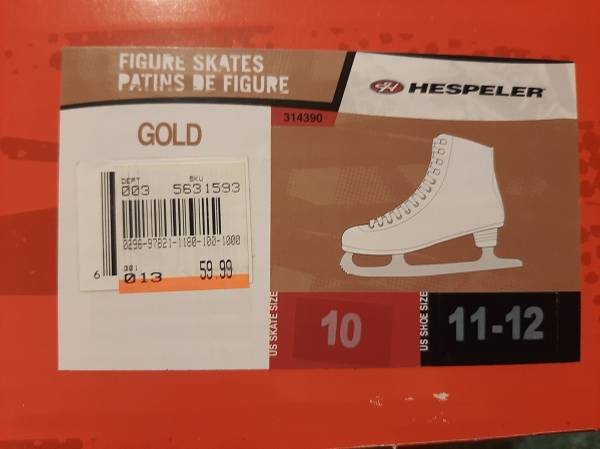 FIGURE SKATES
PATINS DE FIGURE
HESPELER
314390
GOLD
DEPT SKU
003 5631593
0296-97821-1180-100-1000
6
013 59.99
US SKATE SIZE
10
US SHOE SIZE
11-12